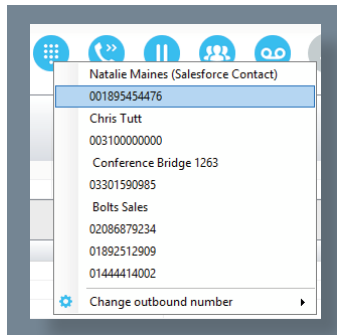 Natalie Maines (Salesforce Contact)
001895454476
Chris Tutt
003100000000
Conference Bridge 1263
03301590985
Bolts Sales
02086879234
01892512909
01444414002
Change outbound number